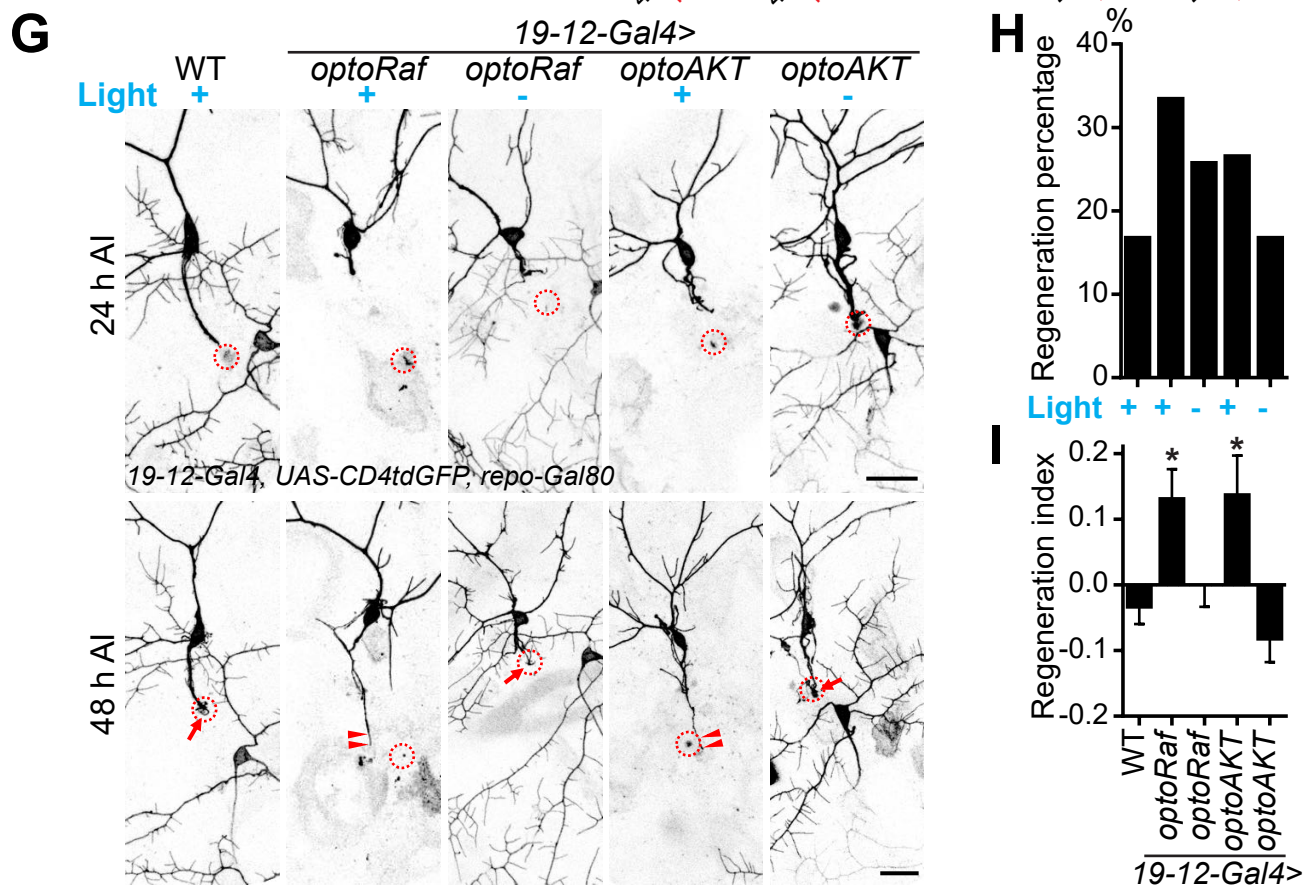 G
19-12-Gal4>
WT optoRaf optoRaf optoAKT optoAKT
Light + + - + -
24 h AI
19-12-Gal4, UAS-CD4tdGFP, repo-Gal80
48 h AI
H
%
Regeneration percentage
40
30
20
10
0
Light + + - + -
I
Regeneration index
0.2
0.1
0.0
-0.1
-0.2
* *
WT optoRaf optoRaf optoAKT optoAKT
19-12-Gal4>